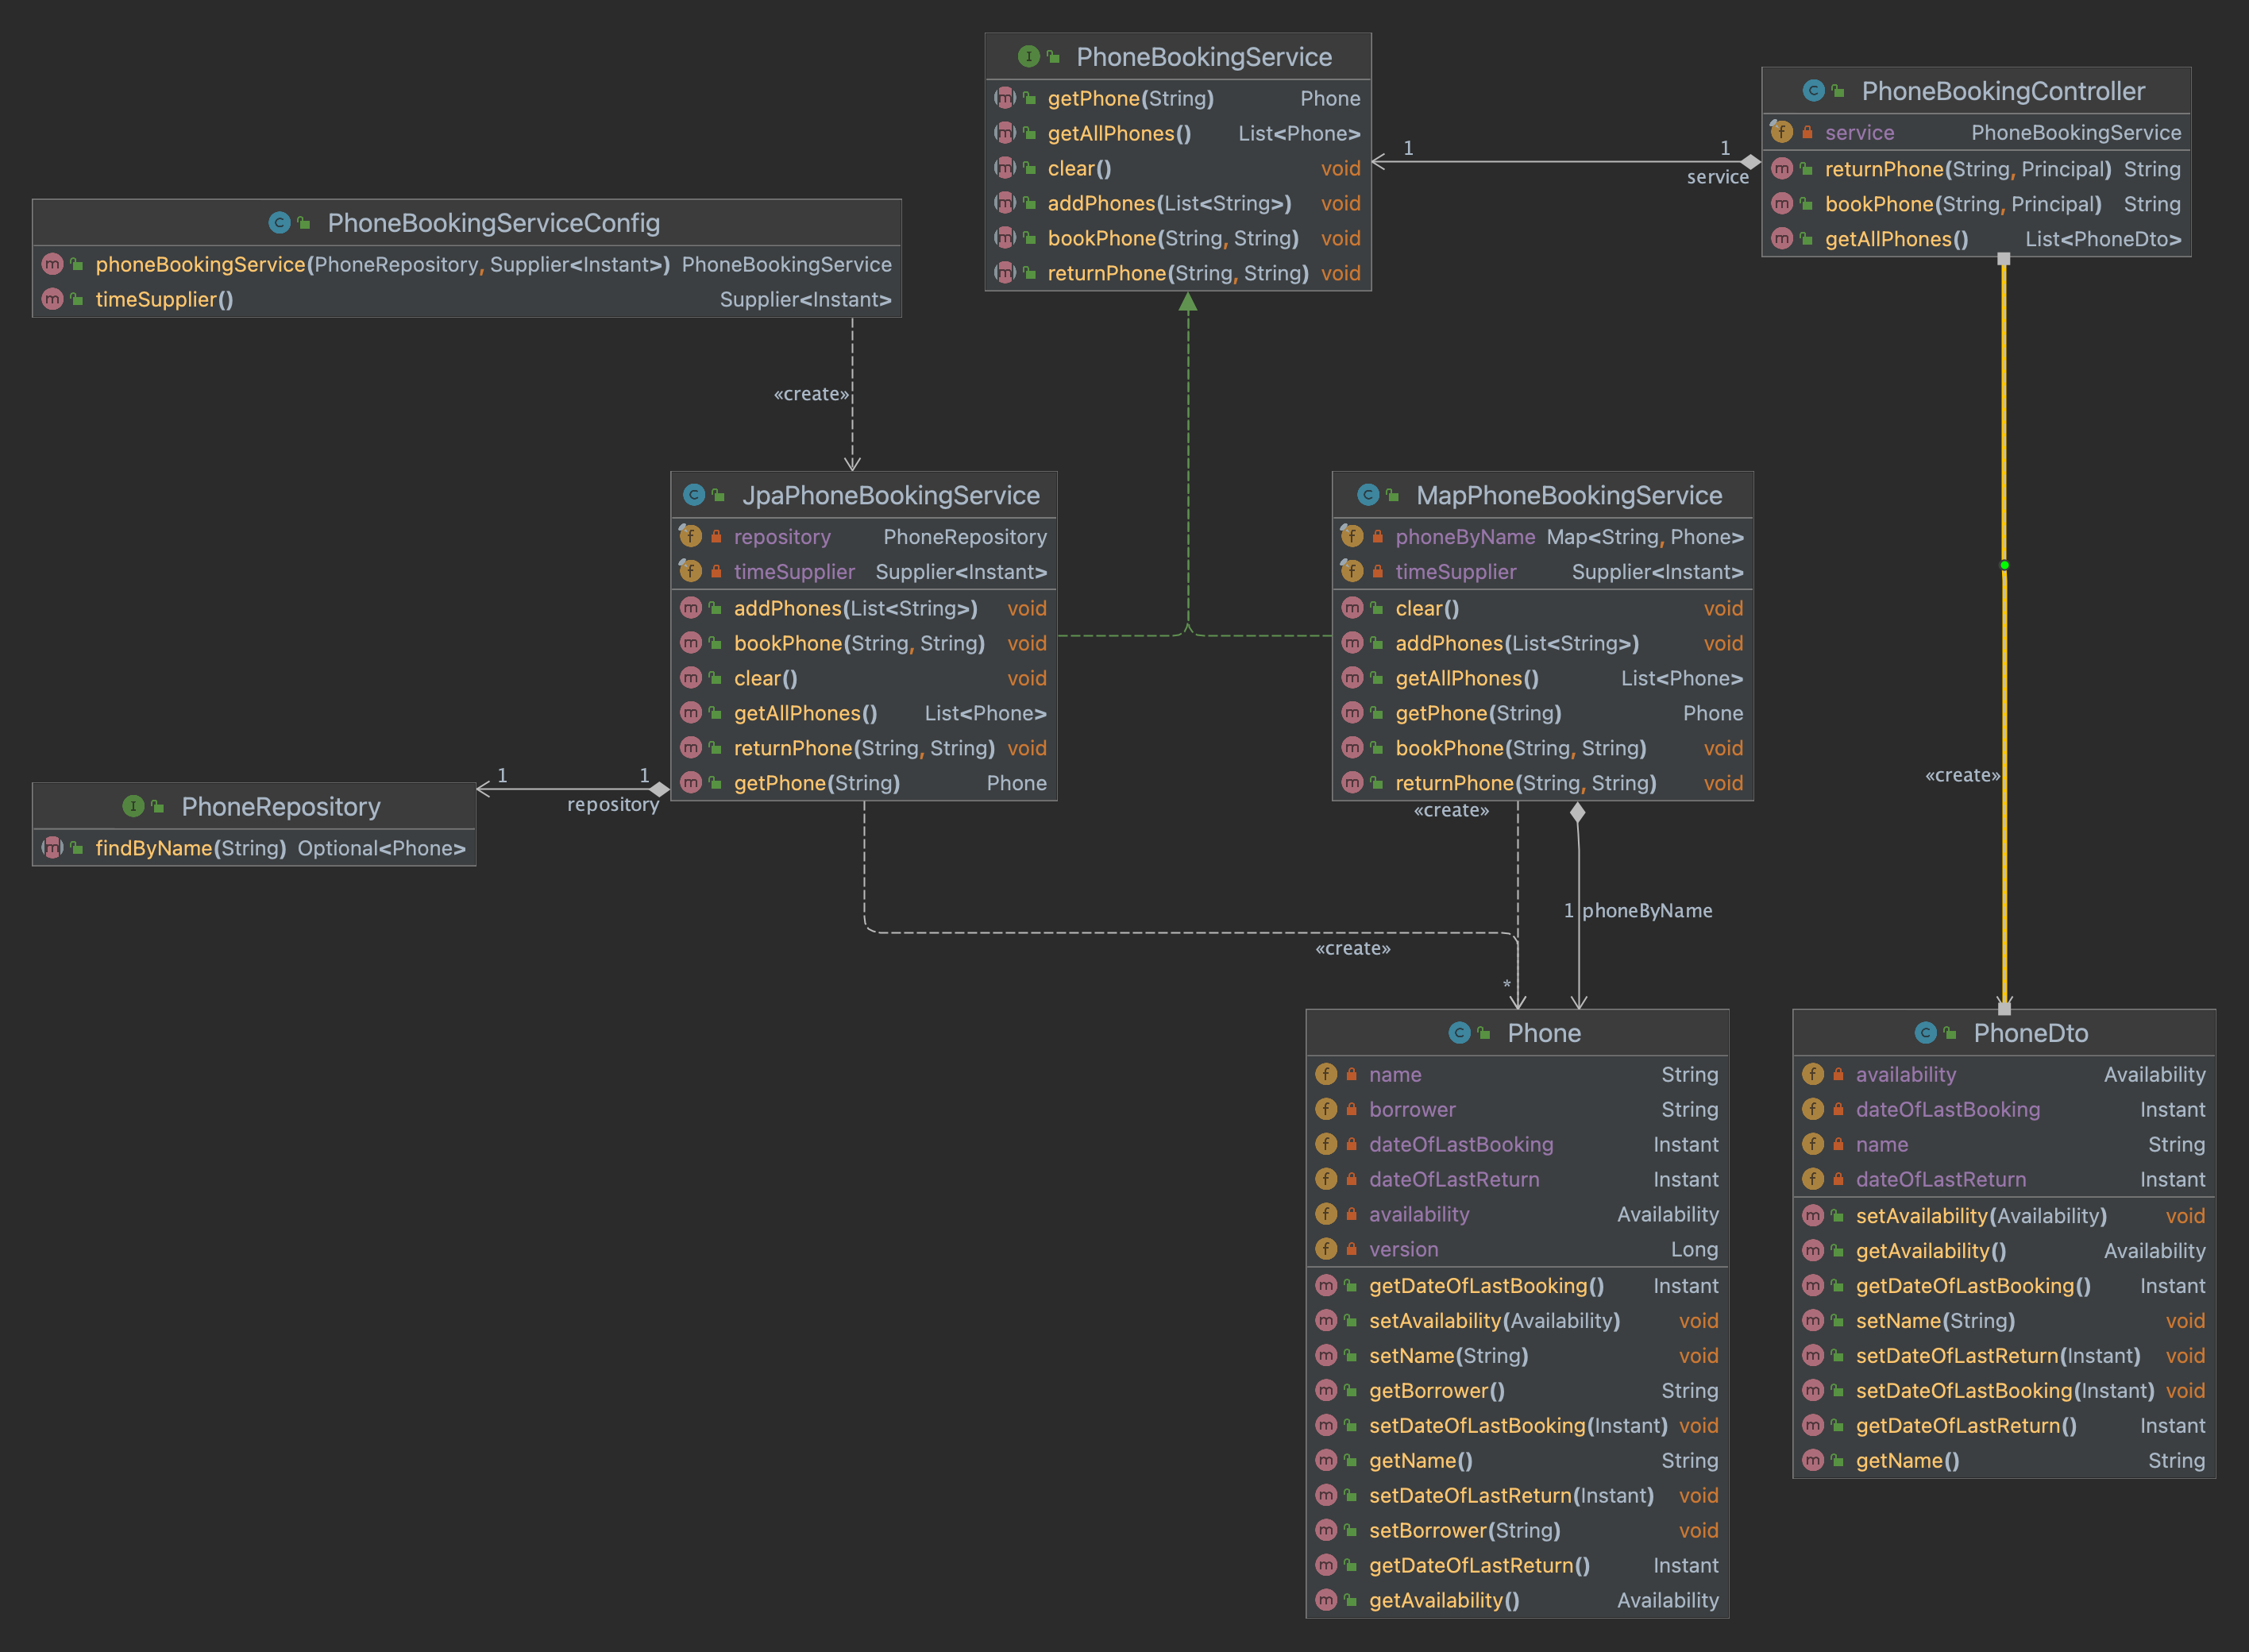 PhoneBookingService
getPhone(String) Phone
getAllPhones() List<Phone>
clear() void
addPhones(List<String>) void
bookPhone(String, String) void
returnPhone(String, String) void
PhoneBookingController
service PhoneBookingService
returnPhone(String, Principal) String
bookPhone(String, Principal) String
getAllPhones() List<PhoneDto>
1 1
service
PhoneBookingServiceConfig
phoneBookingService(PhoneRepository, Supplier<Instant>) PhoneBookingService
timeSupplier() Supplier<Instant>
«create»
JpaPhoneBookingService
repository PhoneRepository
timeSupplier Supplier<Instant>
addPhones(List<String>) void
bookPhone(String, String) void
clear() void
getAllPhones() List<Phone>
returnPhone(String, String) void
getPhone(String) Phone
MapPhoneBookingService
phoneByName Map<String, Phone>
timeSupplier Supplier<Instant>
clear() void
addPhones(List<String>) void
getAllPhones() List<Phone>
getPhone(String) Phone
bookPhone(String, String) void
returnPhone(String, String) void
«create»
1 1
repository
PhoneRepository
findByName(String) Optional<Phone>
«create»
1 phoneByName
«create»
*
Phone
name String
borrower String
dateOfLastBooking Instant
dateOfLastReturn Instant
availability Availability
version Long
getDateOfLastBooking() Instant
setAvailability(Availability) void
setName(String) void
getBorrower() String
setDateOfLastBooking(Instant) void
getName() String
setDateOfLastReturn(Instant) void
setBorrower(String) void
getDateOfLastReturn() Instant
getAvailability() Availability
PhoneDto
availability Availability
dateOfLastBooking Instant
name String
dateOfLastReturn Instant
setAvailability(Availability) void
getAvailability() Availability
getDateOfLastBooking() Instant
setName(String) void
setDateOfLastReturn(Instant) void
setDateOfLastBooking(Instant) void
getDateOfLastReturn() Instant
getName() String